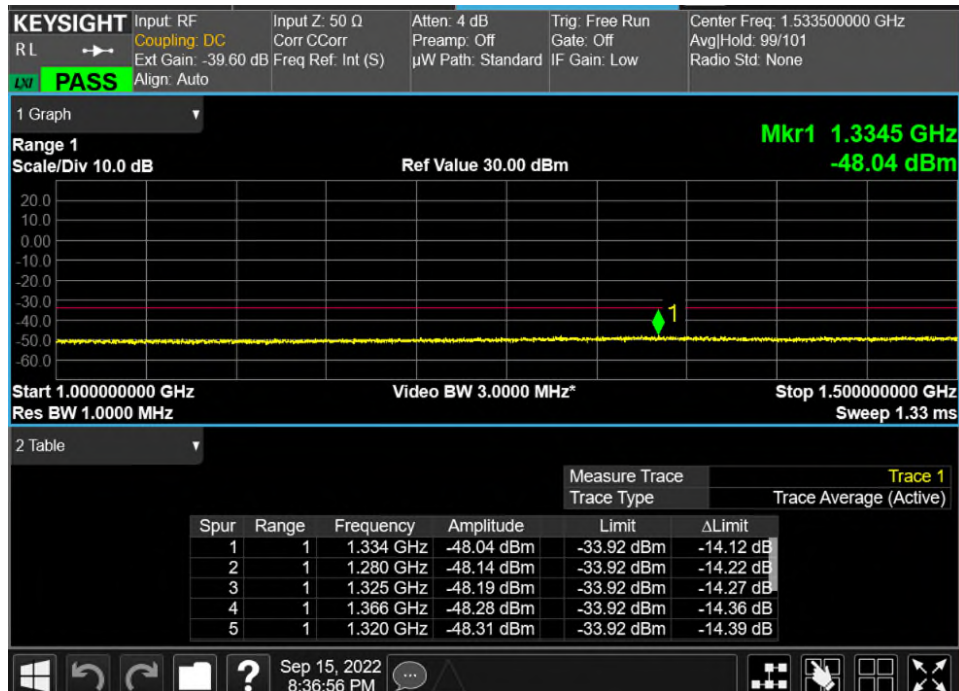 KEYSIGHT Input: RF Input Z: 50 Ω Atten: 4 dB Trig: Free Run Center Freq: 1.533500000 GHz
RL Coupling: DC Corr CCorr Preamp: Off Gate: Off Avg|Hold: 99/101
Ext Gain: -39.60 dB Freq Ref: Int (S) µW Path: Standard IF Gain: Low Radio Std: None
LXI PASS Align: Auto
1 Graph
Range 1
Scale/Div 10.0 dB Ref Value 30.00 dBm
Mkr1 1.3345 GHz
-48.04 dBm
20.0
10.0
0.00
-10.0
-20.0
-30.0
-40.0
-50.0
-60.0
1
Start 1.000000000 GHz Video BW 3.0000 MHz* Stop 1.500000000 GHz
Res BW 1.0000 MHz Sweep 1.33 ms
2 Table
Measure Trace Trace 1
Trace Type Trace Average (Active)
Spur Range Frequency Amplitude Limit ΔLimit
1 1 1.334 GHz -48.04 dBm -33.92 dBm -14.12 dB
2 1 1.280 GHz -48.14 dBm -33.92 dBm -14.22 dB
3 1 1.325 GHz -48.19 dBm -33.92 dBm -14.27 dB
4 1 1.366 GHz -48.28 dBm -33.92 dBm -14.36 dB
5 1 1.320 GHz -48.31 dBm -33.92 dBm -14.39 dB
? Sep 15, 2022
8:36:56 PM